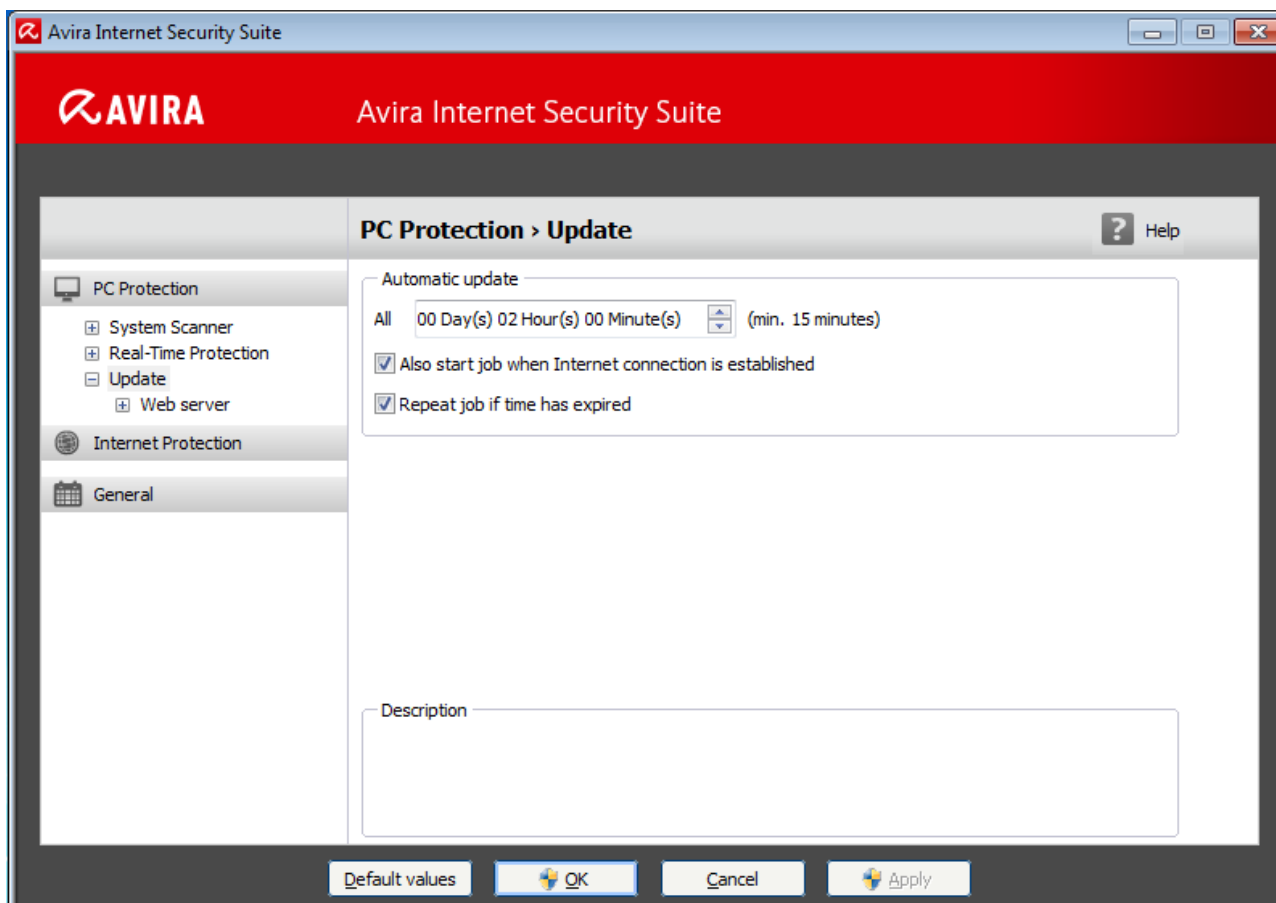 Avira Internet Security Suite
AVIRA
Avira Internet Security Suite
PC Protection › Update
? Help
PC Protection
System Scanner
Real-Time Protection
Update
Web server
Internet Protection
General
Automatic update
All 00 Day(s) 02 Hour(s) 00 Minute(s) (min. 15 minutes)
Also start job when Internet connection is established
Repeat job if time has expired
Description
Default values OK Cancel Apply